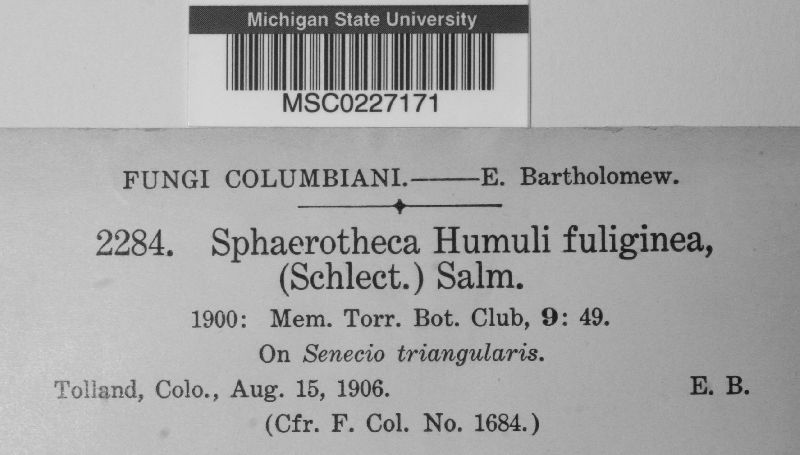 Michigan State University
MSC0227171
FUNGI COLUMBIANI.——E. Bartholomew.
2284. Sphaerotheca Humuli fuliginea,
(Schlect.) Salm.
1900: Mem. Torr. Bot. Club, 9: 49.
On Senecio triangularis.
Tolland, Colo., Aug. 15, 1906. E. B.
(Cfr. F. Col. No. 1684.)